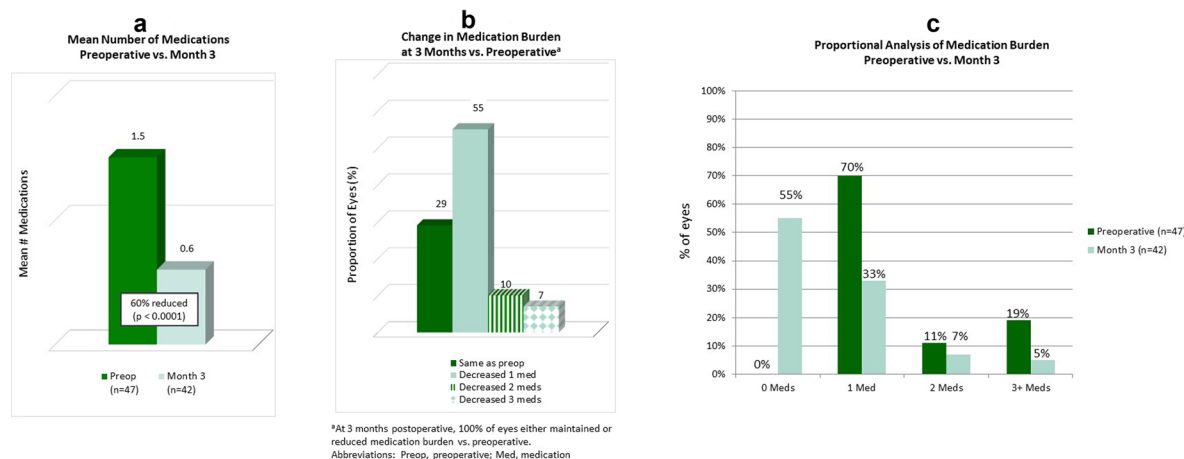 a
Mean Number of Medications
Preoperative vs. Month 3
Mean # Medications
1.5
0.6
60% reduced
(p < 0.0001)
Preop
(n=47)
Month 3
(n=42)
b
Change in Medication Burden
at 3 Months vs. Preoperativeᵃ
Proportion of Eyes (%)
29
55
10
7
Same as preop
Decreased 1 med
Decreased 2 meds
Decreased 3 meds
ᵃAt 3 months postoperative, 100% of eyes either maintained or
reduced medication burden vs. preoperative.
Abbreviations: Preop, preoperative; Med, medication
c
Proportional Analysis of Medication Burden
Preoperative vs. Month 3
% of eyes
100%
90%
80%
70%
60%
50%
40%
30%
20%
10%
0%
55%
70%
33%
11%
7%
19%
5%
0 Meds
1 Med
2 Meds
3+ Meds
Preoperative (n=47)
Month 3 (n=42)